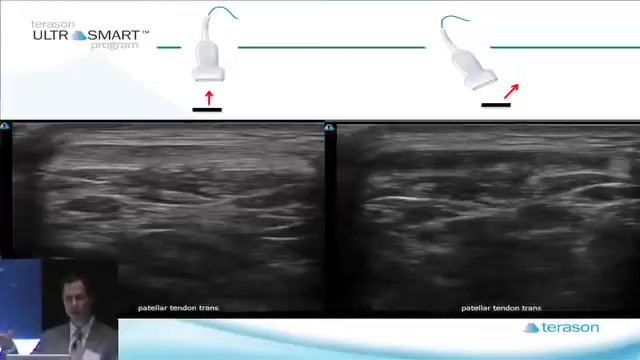 terason
ULTRASMART™
program
patellar tendon trans
patellar tendon trans
terason